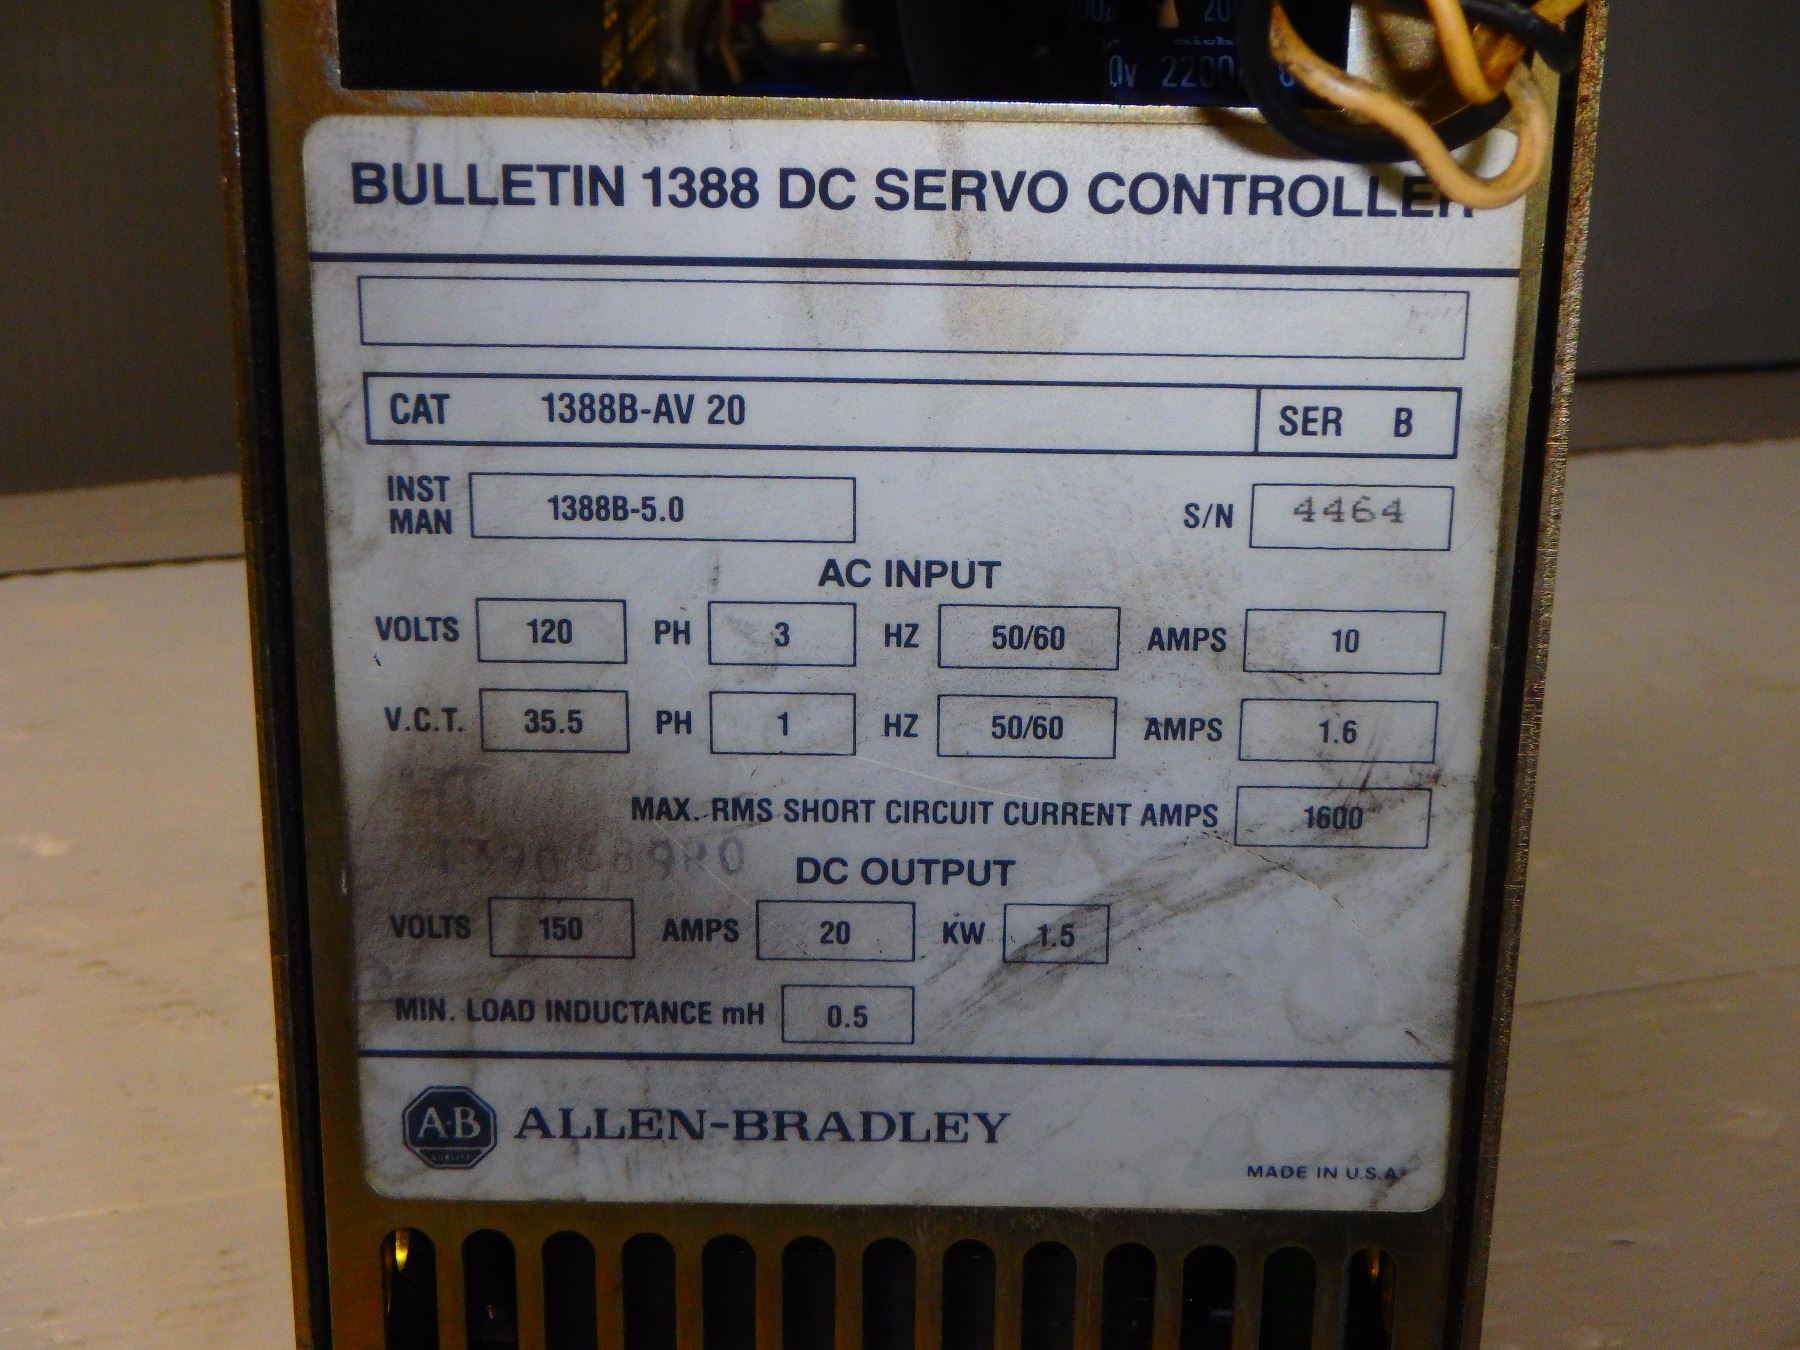 200
nich
0v 2200
BULLETIN 1388 DC SERVO CONTROLLER
CAT 1388B-AV 20 SER B
INST MAN 1388B-5.0 S/N 4464
AC INPUT
VOLTS 120 PH 3 HZ 50/60 AMPS 10
V.C.T. 35.5 PH 1 HZ 50/60 AMPS 1.6
MAX. RMS SHORT CIRCUIT CURRENT AMPS 1600
DC OUTPUT
VOLTS 150 AMPS 20 KW 1.5
MIN. LOAD INDUCTANCE mH 0.5
A·B
QUALITY
ALLEN-BRADLEY
MADE IN U.S.A.